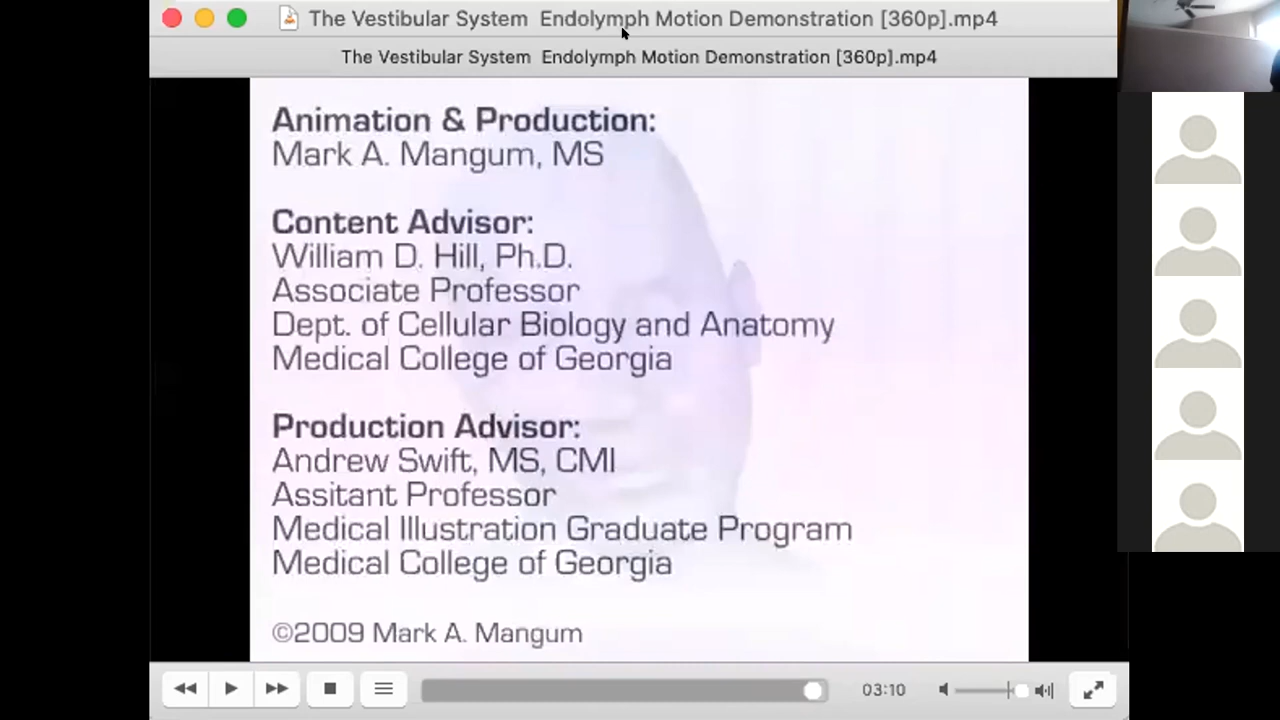 The Vestibular System  Endolymph Motion Demonstration [360p].mp4
The Vestibular System  Endolymph Motion Demonstration [360p].mp4
Animation & Production:
Mark A. Mangum, MS
Content Advisor:
William D. Hill, Ph.D.
Associate Professor
Dept. of Cellular Biology and Anatomy
Medical College of Georgia
Production Advisor:
Andrew Swift, MS, CMI
Assitant Professor
Medical Illustration Graduate Program
Medical College of Georgia
©2009 Mark A. Mangum
03:10